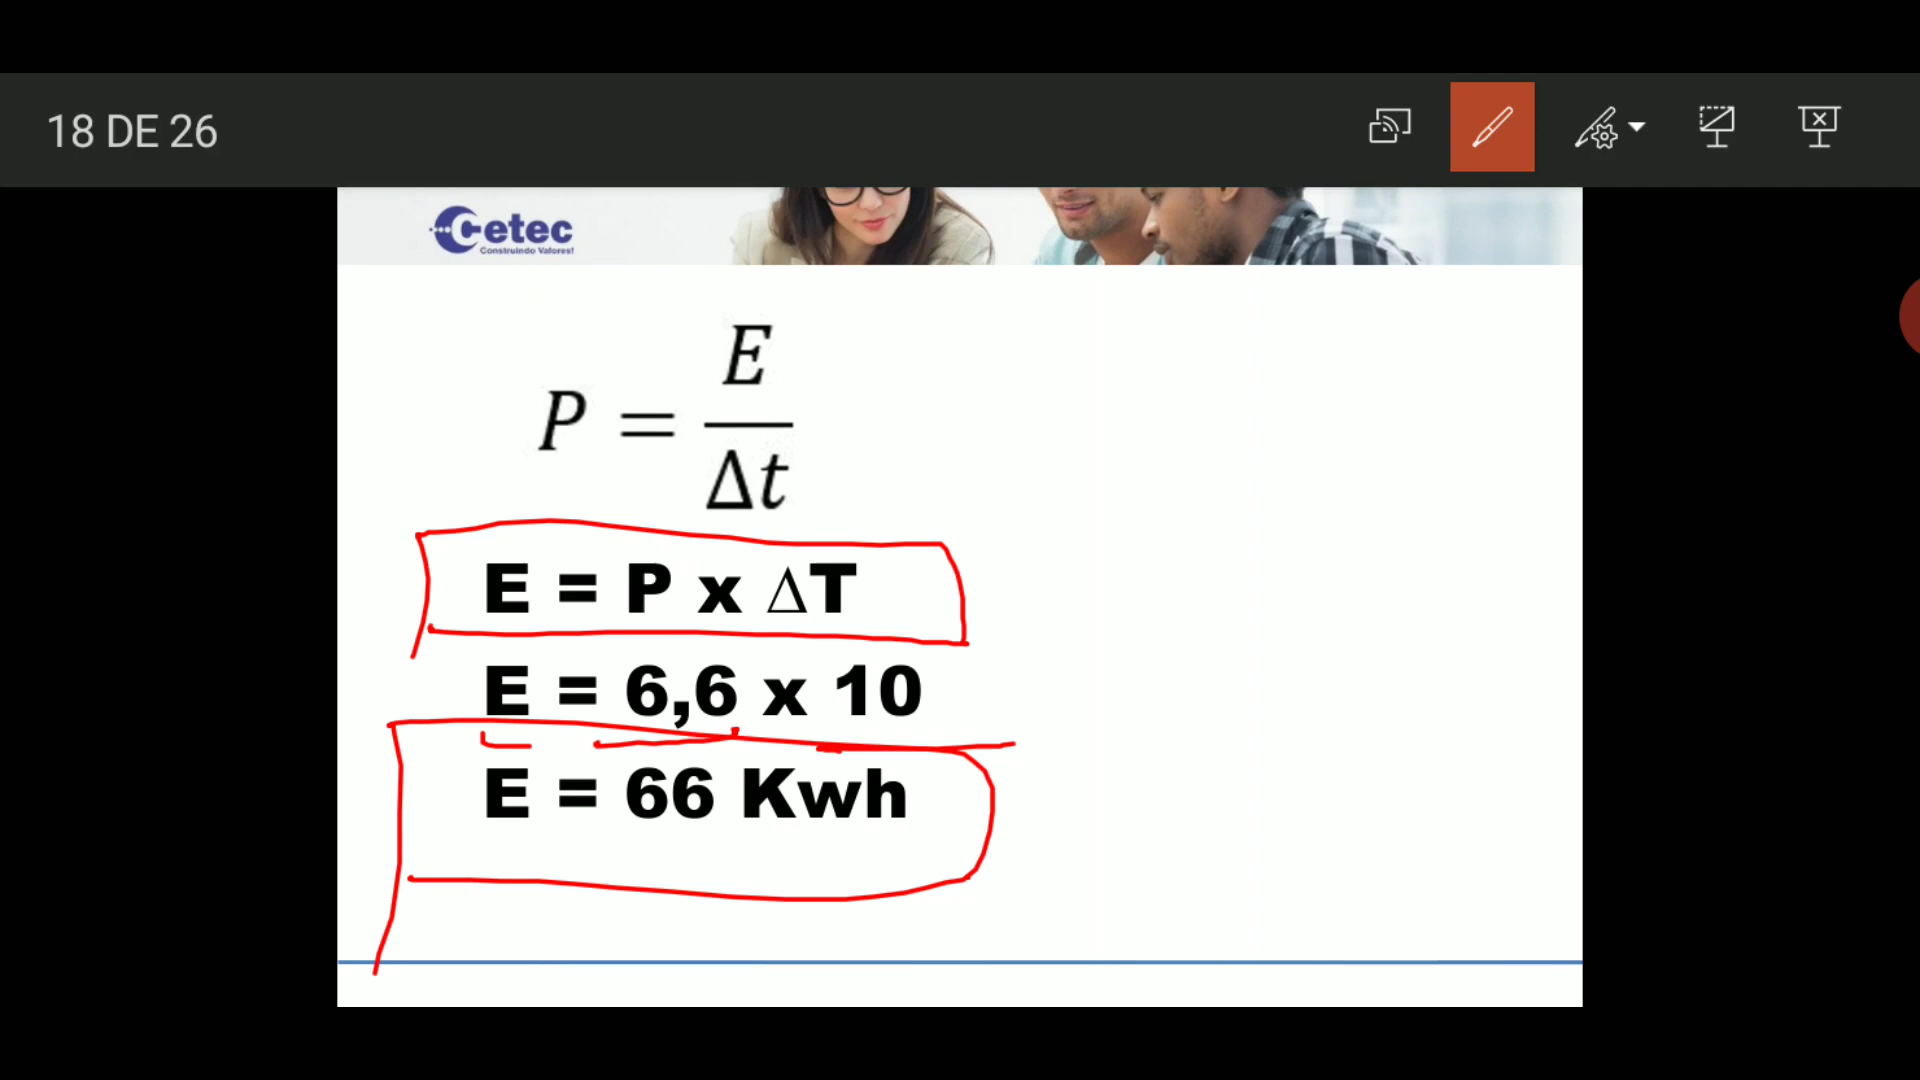 18 DE 26
Cetec
Construindo Valores!
P = E / Δt
E = P x ΔT
E = 6,6 x 10
E = 66 Kwh